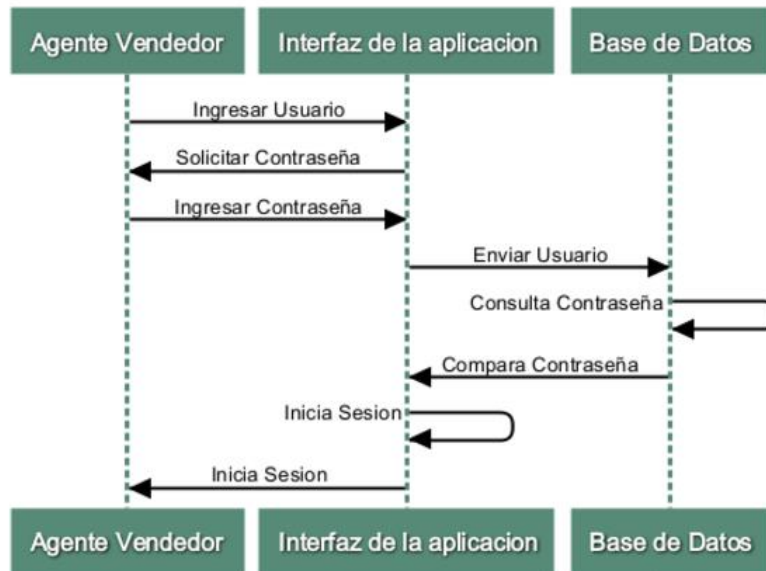 Agente Vendedor
Interfaz de la aplicacion
Base de Datos
Ingresar Usuario
Solicitar Contraseña
Ingresar Contraseña
Enviar Usuario
Consulta Contraseña
Compara Contraseña
Inicia Sesion
Inicia Sesion
Agente Vendedor
Interfaz de la aplicacion
Base de Datos